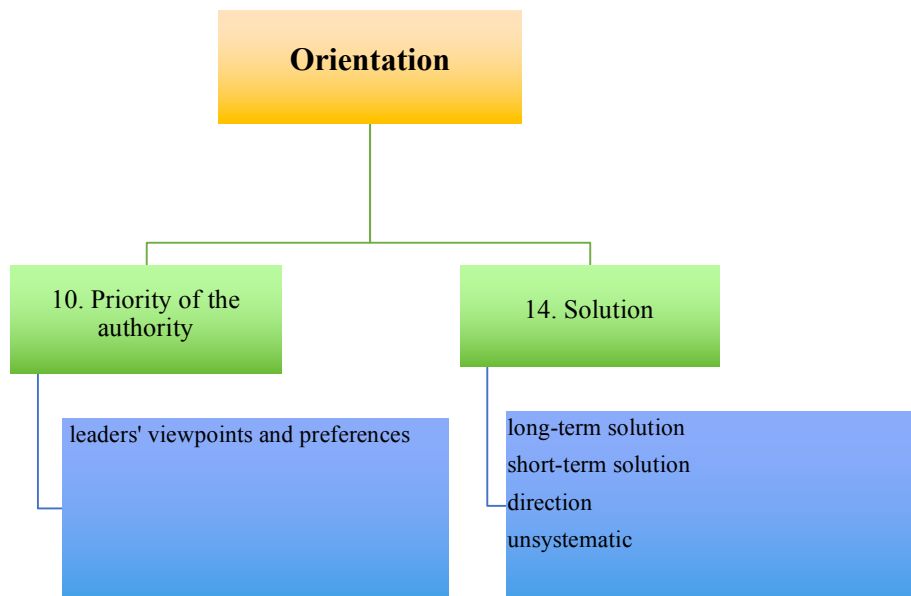 Orientation
10. Priority of the
authority
14. Solution
leaders' viewpoints and preferences
long-term solution
short-term solution
direction
unsystematic